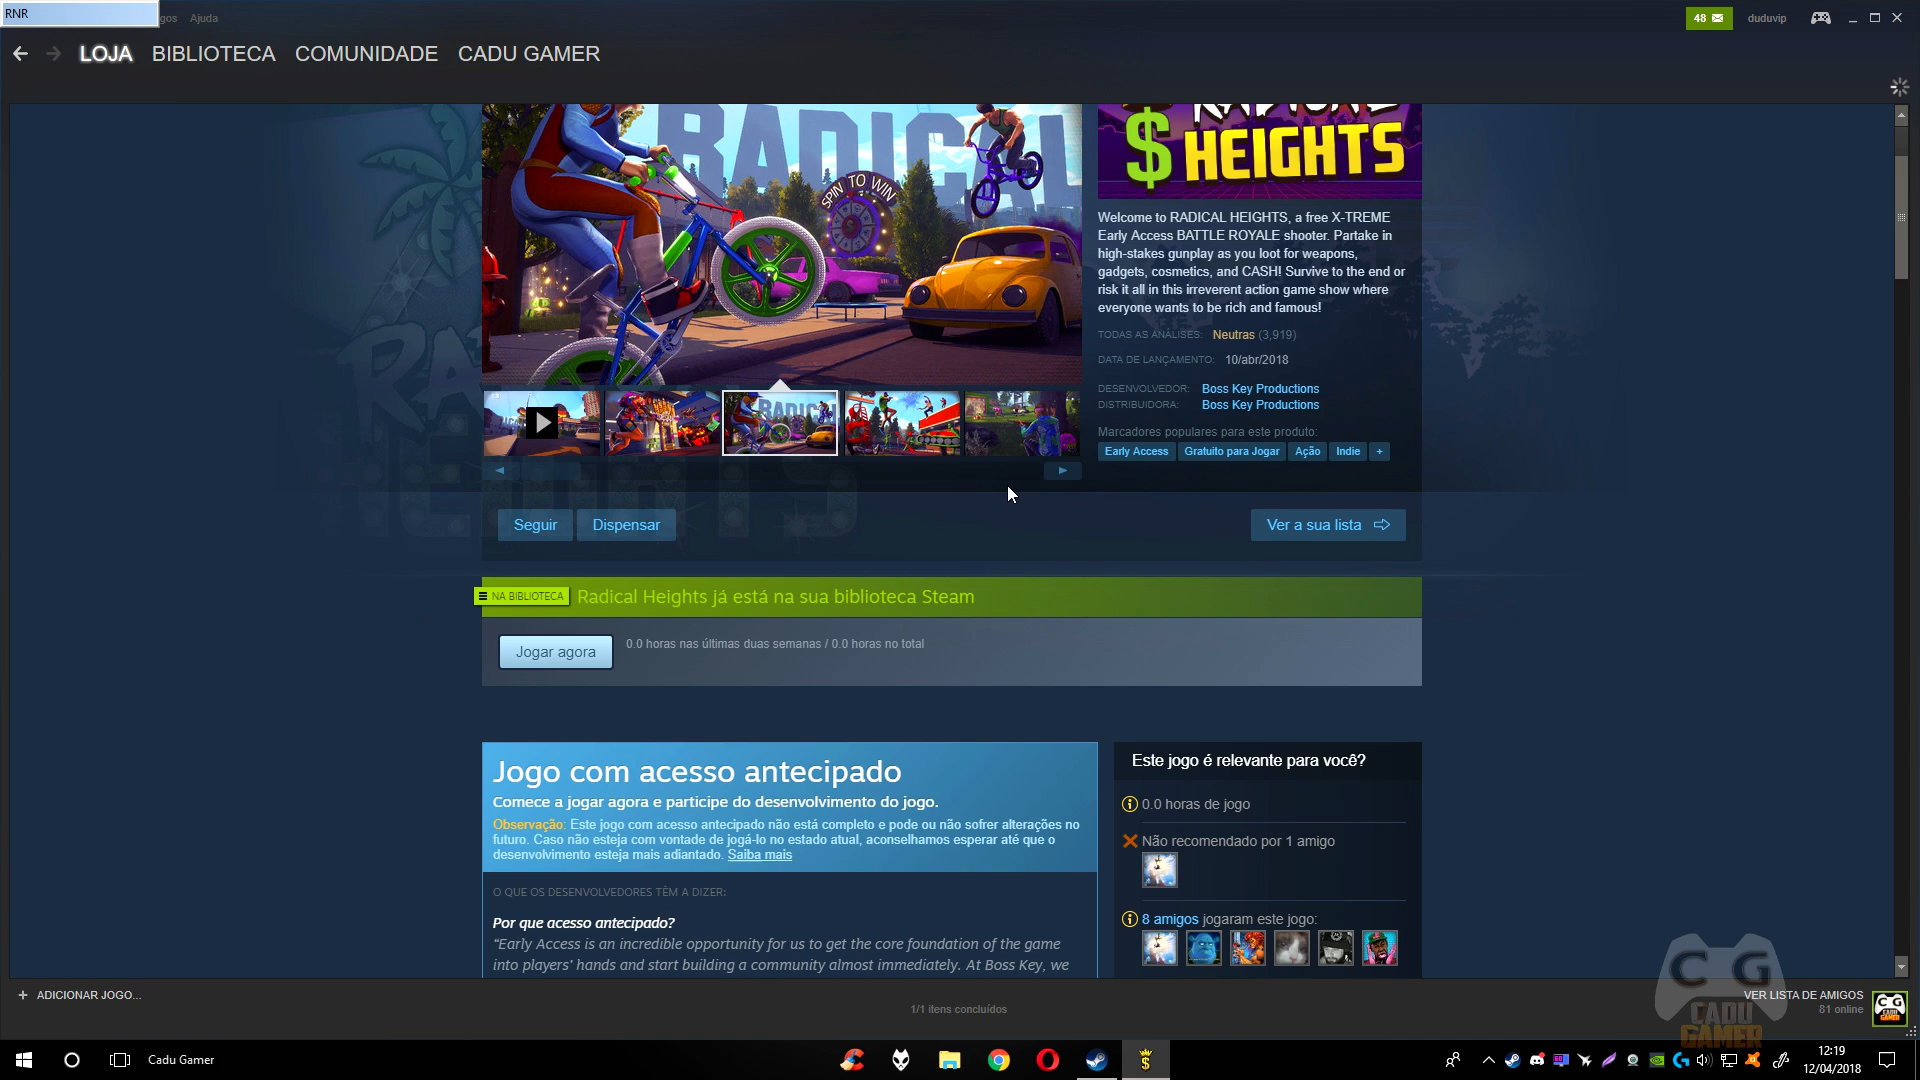 RNR
gos Ajuda
48
duduvip
LOJA BIBLIOTECA COMUNIDADE CADU GAMER
RADICAL
SPIN TO WIN
$ HEIGHTS
Welcome to RADICAL HEIGHTS, a free X-TREME
Early Access BATTLE ROYALE shooter. Partake in
high-stakes gunplay as you loot for weapons,
gadgets, cosmetics, and CASH! Survive to the end or
risk it all in this irreverent action game show where
everyone wants to be rich and famous!
TODAS AS ANÁLISES: Neutras (3,919)
DATA DE LANÇAMENTO: 10/abr/2018
DESENVOLVEDOR: Boss Key Productions
DISTRIBUIDORA: Boss Key Productions
Marcadores populares para este produto:
Early Access Gratuito para Jogar Ação Indie +
Seguir Dispensar
Ver a sua lista
NA BIBLIOTECA Radical Heights já está na sua biblioteca Steam
Jogar agora 0.0 horas nas últimas duas semanas / 0.0 horas no total
Jogo com acesso antecipado
Comece a jogar agora e participe do desenvolvimento do jogo.
Observação: Este jogo com acesso antecipado não está completo e pode ou não sofrer alterações no
futuro. Caso não esteja com vontade de jogá-lo no estado atual, aconselhamos esperar até que o
desenvolvimento esteja mais adiantado. Saiba mais
O QUE OS DESENVOLVEDORES TÊM A DIZER:
Por que acesso antecipado?
“Early Access is an incredible opportunity for us to get the core foundation of the game
into players’ hands and start building a community almost immediately. At Boss Key, we
Este jogo é relevante para você?
0.0 horas de jogo
Não recomendado por 1 amigo
8 amigos jogaram este jogo:
+ ADICIONAR JOGO...
1/1 itens concluídos
VER LISTA DE AMIGOS
81 online
CG
CADU
GAMER
Cadu Gamer
12:19
12/04/2018